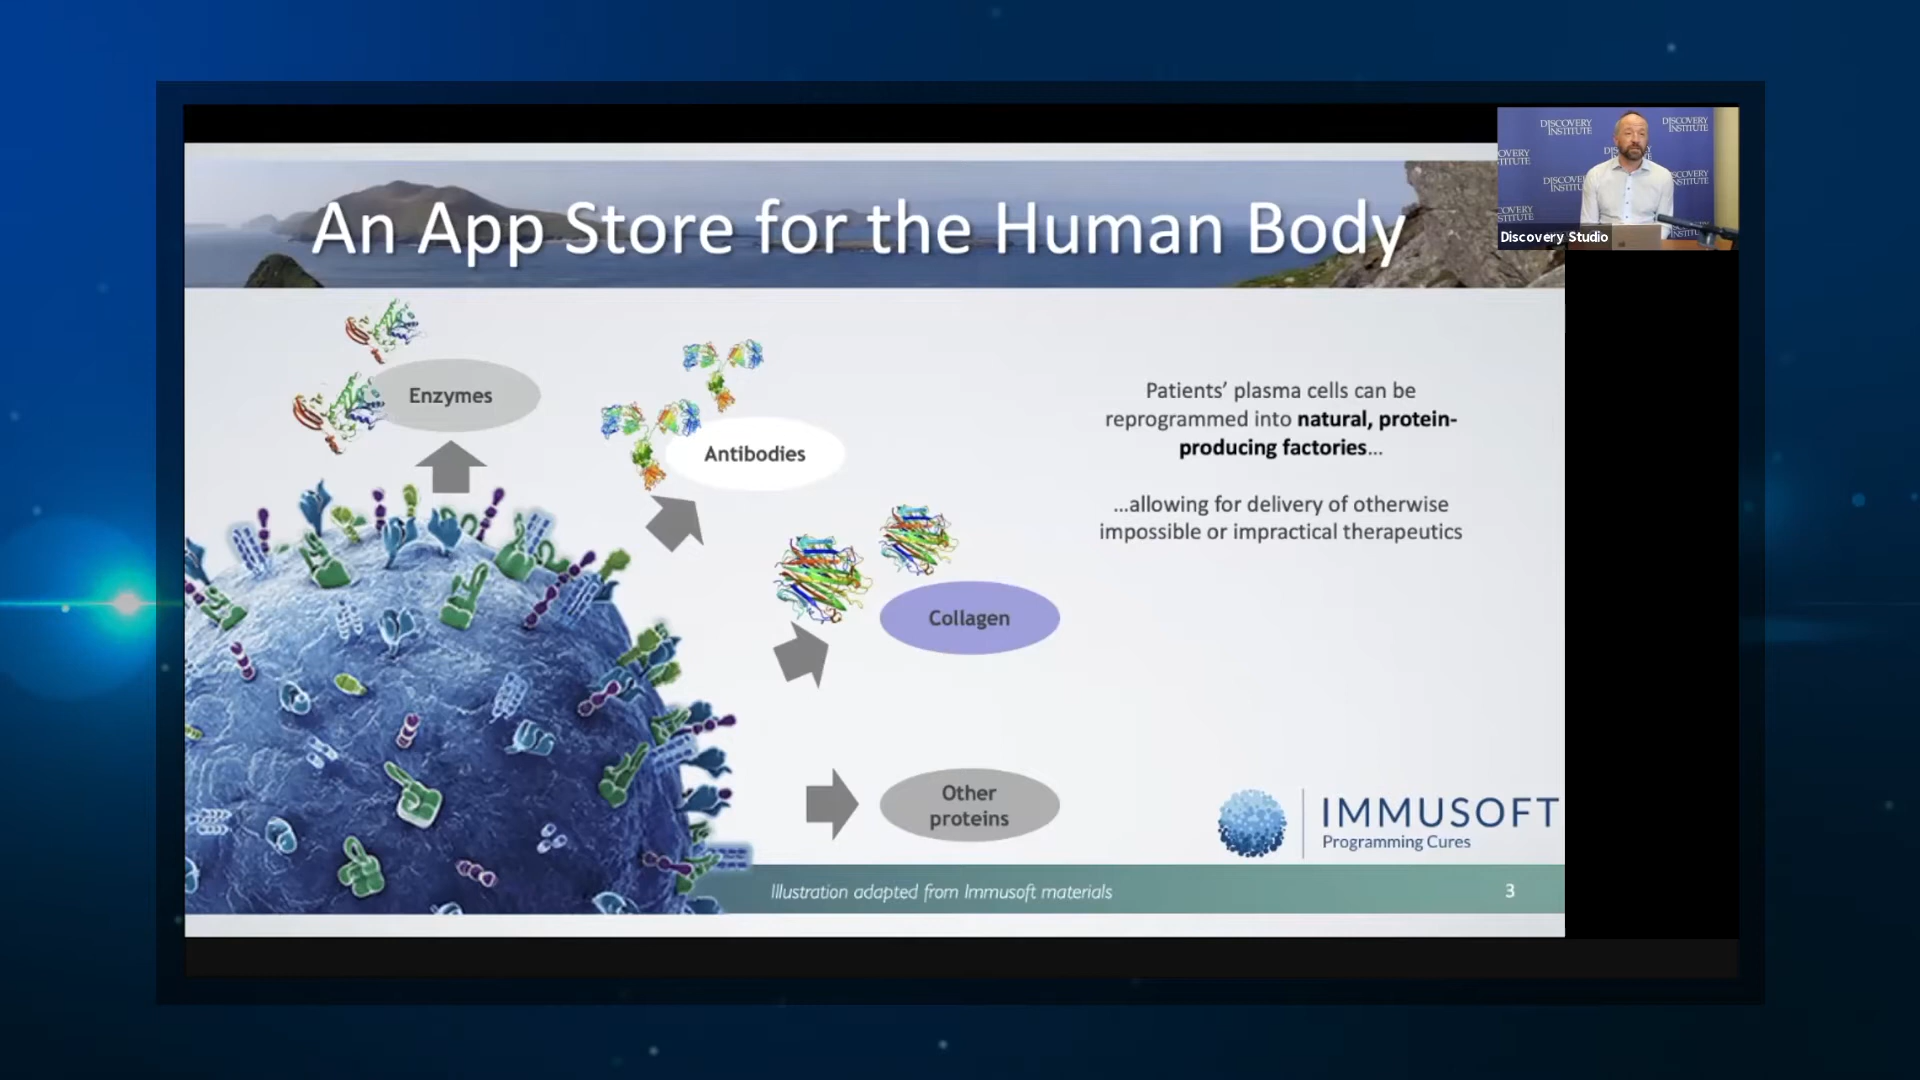 An App Store for the Human Body
DISCOVERY
INSTITUTE
DISCOVERY
INSTITUTE
Discovery Studio
Enzymes
Antibodies
Collagen
Other
proteins
Patients’ plasma cells can be
reprogrammed into natural, protein-
producing factories...
...allowing for delivery of otherwise
impossible or impractical therapeutics
IMMUSOFT
Programming Cures
Illustration adapted from Immusoft materials
3